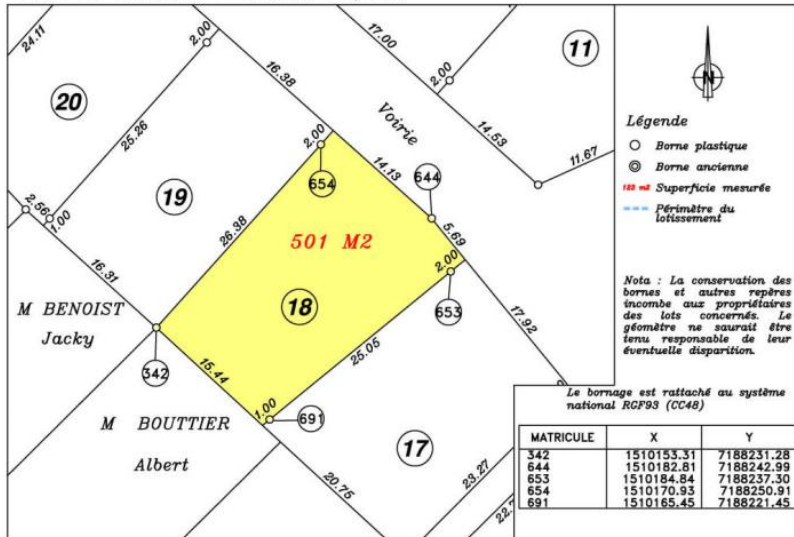 24.11
2.00
20
25.26
16.38
17.00
2.00
11
14.53
11.67
Voirie
2.00
654
14.13
644
5.69
19
2.56
1.00
26.38
501 M2
2.00
653
16.31
18
17.92
M BENOIST
Jacky
342
15.44
25.05
1.00
691
M BOUTTIER
Albert
17
20.75
23.27
N
Légende
Borne plastique
Borne ancienne
Superficie mesurée
Périmètre du
lotissement
Nota : La conservation des
bornes et autres repères
incombe aux propriétaires
des lots concernés. Le
géomètre ne saurait être
tenu responsable de leur
éventuelle disparition.
Le bornage est rattaché au système
national RGF93 (CC48)
MATRICULE X Y
342 1510153.31 7188231.28
644 1510182.81 7188242.99
653 1510184.84 7188237.30
654 1510170.93 7188250.91
691 1510165.45 7188221.45